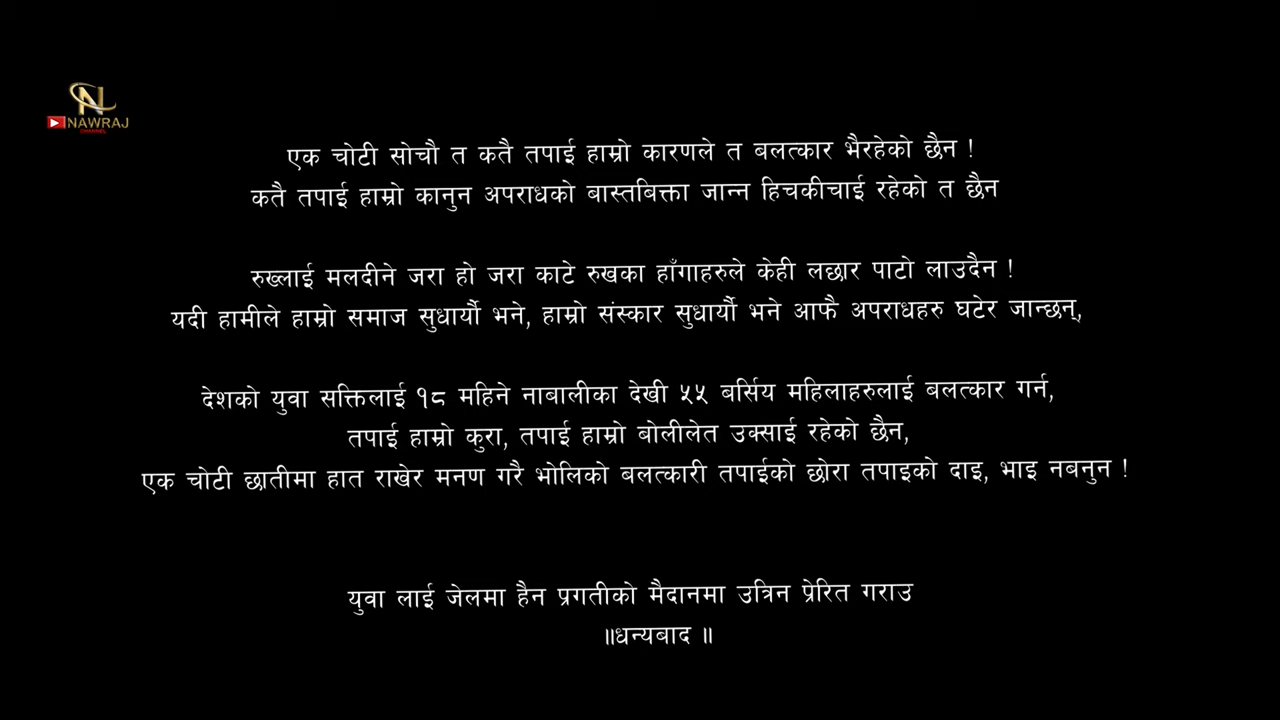 NL
NAWRAJ
CHANNEL
एक चोटी सोचौ त कतै तपाई हाम्रो कारणले त बलत्कार भैरहेको छैन !
कतै तपाई हाम्रो कानुन अपराधको बास्तबिक्ता जान्न हिचकीचाई रहेको त छैन
रुख्लाई मलदीने जरा हो जरा काटे रुखका हाँगाहरुले केही लछार पाटो लाउदैन !
यदी हामीले हाम्रो समाज सुधार्यौ भने, हाम्रो संस्कार सुधार्यौ भने आफै अपराधहरु घटेर जान्छन्,
देशको युवा सक्तिलाई १८ महिने नाबालीका देखी ५५ बर्सिय महिलाहरुलाई बलत्कार गर्न,
तपाई हाम्रो कुरा, तपाई हाम्रो बोलीलेत उक्साई रहेको छैन,
एक चोटी छातीमा हात राखेर मनण गरै भोलिको बलत्कारी तपाईको छोरा तपाइको दाइ, भाइ नबनुन !
युवा लाई जेलमा हैन प्रगतीको मैदानमा उत्रिन प्रेरित गराउ
॥धन्यबाद ॥